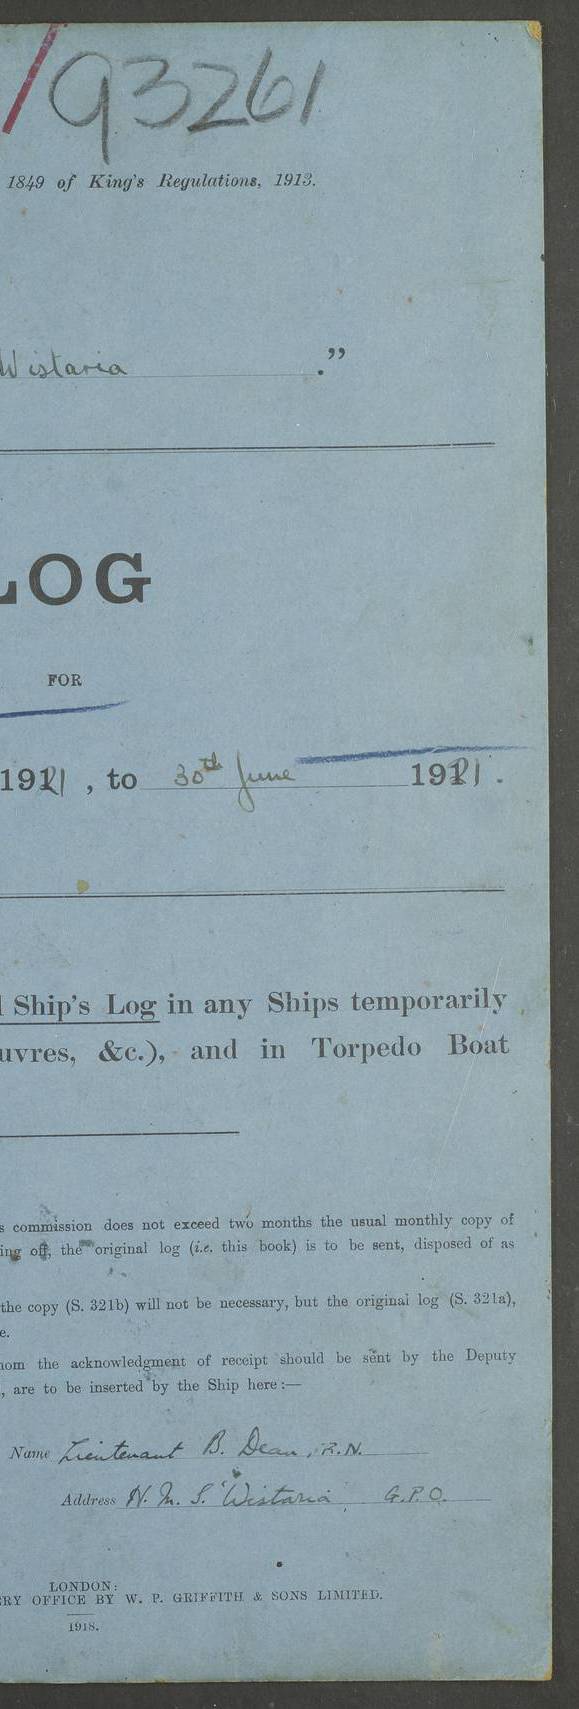 /93261
1849 of King's Regulations, 1913.
Wistaria ."
LOG
FOR
1921, to 30th June 1921.
Ship's Log in any Ships temporarily
uvres, &c.), and in Torpedo Boat
s commission does not exceed two months the usual monthly copy of
ing off, the original log (i.e. this book) is to be sent, disposed of as
the copy (S. 321b) will not be necessary, but the original log (S. 321a),
e.
hom the acknowledgment of receipt should be sent by the Deputy
, are to be inserted by the Ship here:—
Name Lieutenant B. Dean, R.N.
Address H.M.S. "Wistaria" G.P.O.
LONDON:
ERY OFFICE BY W. P. GRIFFITH & SONS LIMITED.
1918.